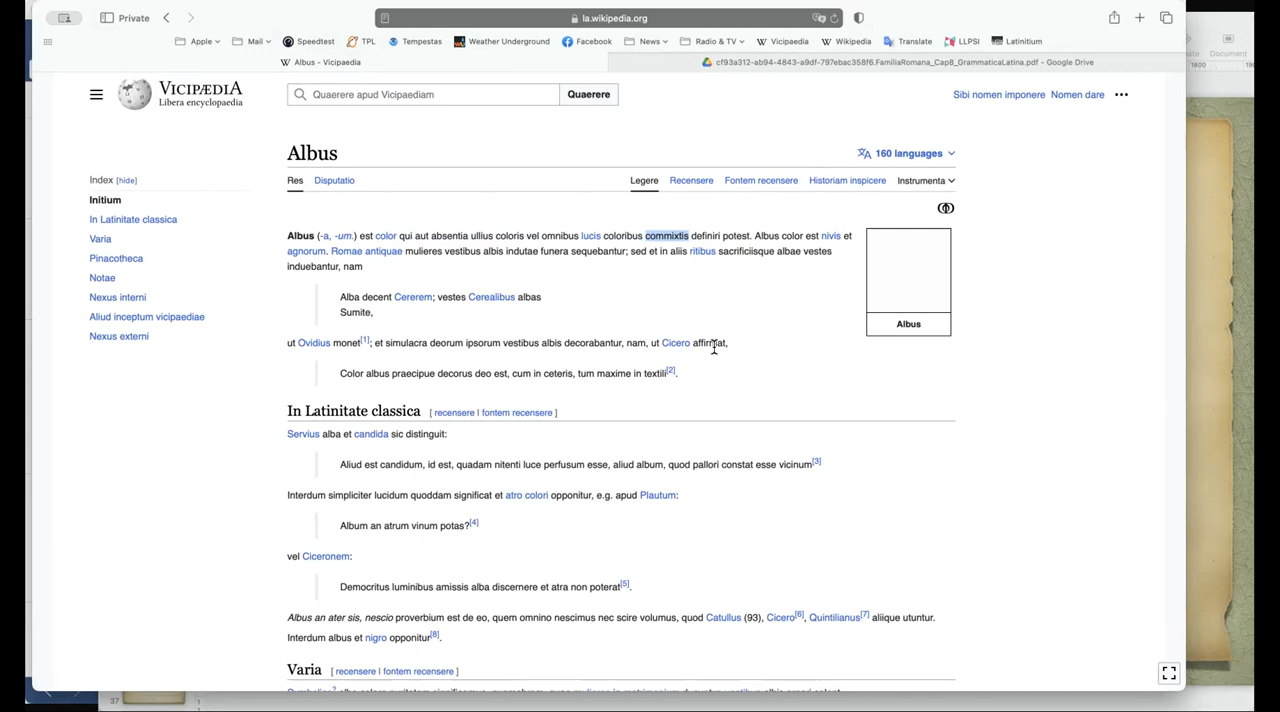 Private
la.wikipedia.org
Apple
Mail
Speedtest
TPL
Tempestas
Weather Underground
Facebook
News
Radio & TV
Vicipaedia
Wikipedia
Translate
LLPSI
Latinitium
Albus - Vicipaedia
cf93a312-ab94-4843-a9df-797ebac358f6.FamiliaRomana_Cap8_GrammaticaLatina.pdf - Google Drive
VICIPÆDIA
Libera encyclopaedia
Quaerere apud Vicipaediam
Quaerere
Sibi nomen imponere Nomen dare
Albus
160 languages
Res Disputatio
Legere Recensere Fontem recensere Historiam inspicere Instrumenta
Index [hide]
Initium
In Latinitate classica
Varia
Pinacotheca
Notae
Nexus interni
Aliud inceptum vicipaediae
Nexus externi
Albus (-a, -um.) est color qui aut absentia ullius coloris vel omnibus lucis coloribus commixtis definiri potest. Albus color est nivis et
agnorum. Romae antiquae mulieres vestibus albis indutae funera sequebantur; sed et in aliis ritibus sacrificiisque albae vestes
induebantur, nam
Alba decent Cererem; vestes Cerealibus albas
Sumite,
ut Ovidius monet[1]; et simulacra deorum ipsorum vestibus albis decorabantur, nam, ut Cicero affirmat,
Color albus praecipue decorus deo est, cum in ceteris, tum maxime in textili[2].
Albus
In Latinitate classica [ recensere | fontem recensere ]
Servius alba et candida sic distinguit:
Aliud est candidum, id est, quadam nitenti luce perfusum esse, aliud album, quod pallori constat esse vicinum[3]
Interdum simpliciter lucidum quoddam significat et atro colori opponitur, e.g. apud Plautum:
Album an atrum vinum potas?[4]
vel Ciceronem:
Democritus luminibus amissis alba discernere et atra non poterat[5].
Albus an ater sis, nescio proverbium est de eo, quem omnino nescimus nec scire volumus, quod Catullus (93), Cicero[6], Quintilianus[7] aliique utuntur.
Interdum albus et nigro opponitur[8].
Varia [ recensere | fontem recensere ]
Document
37